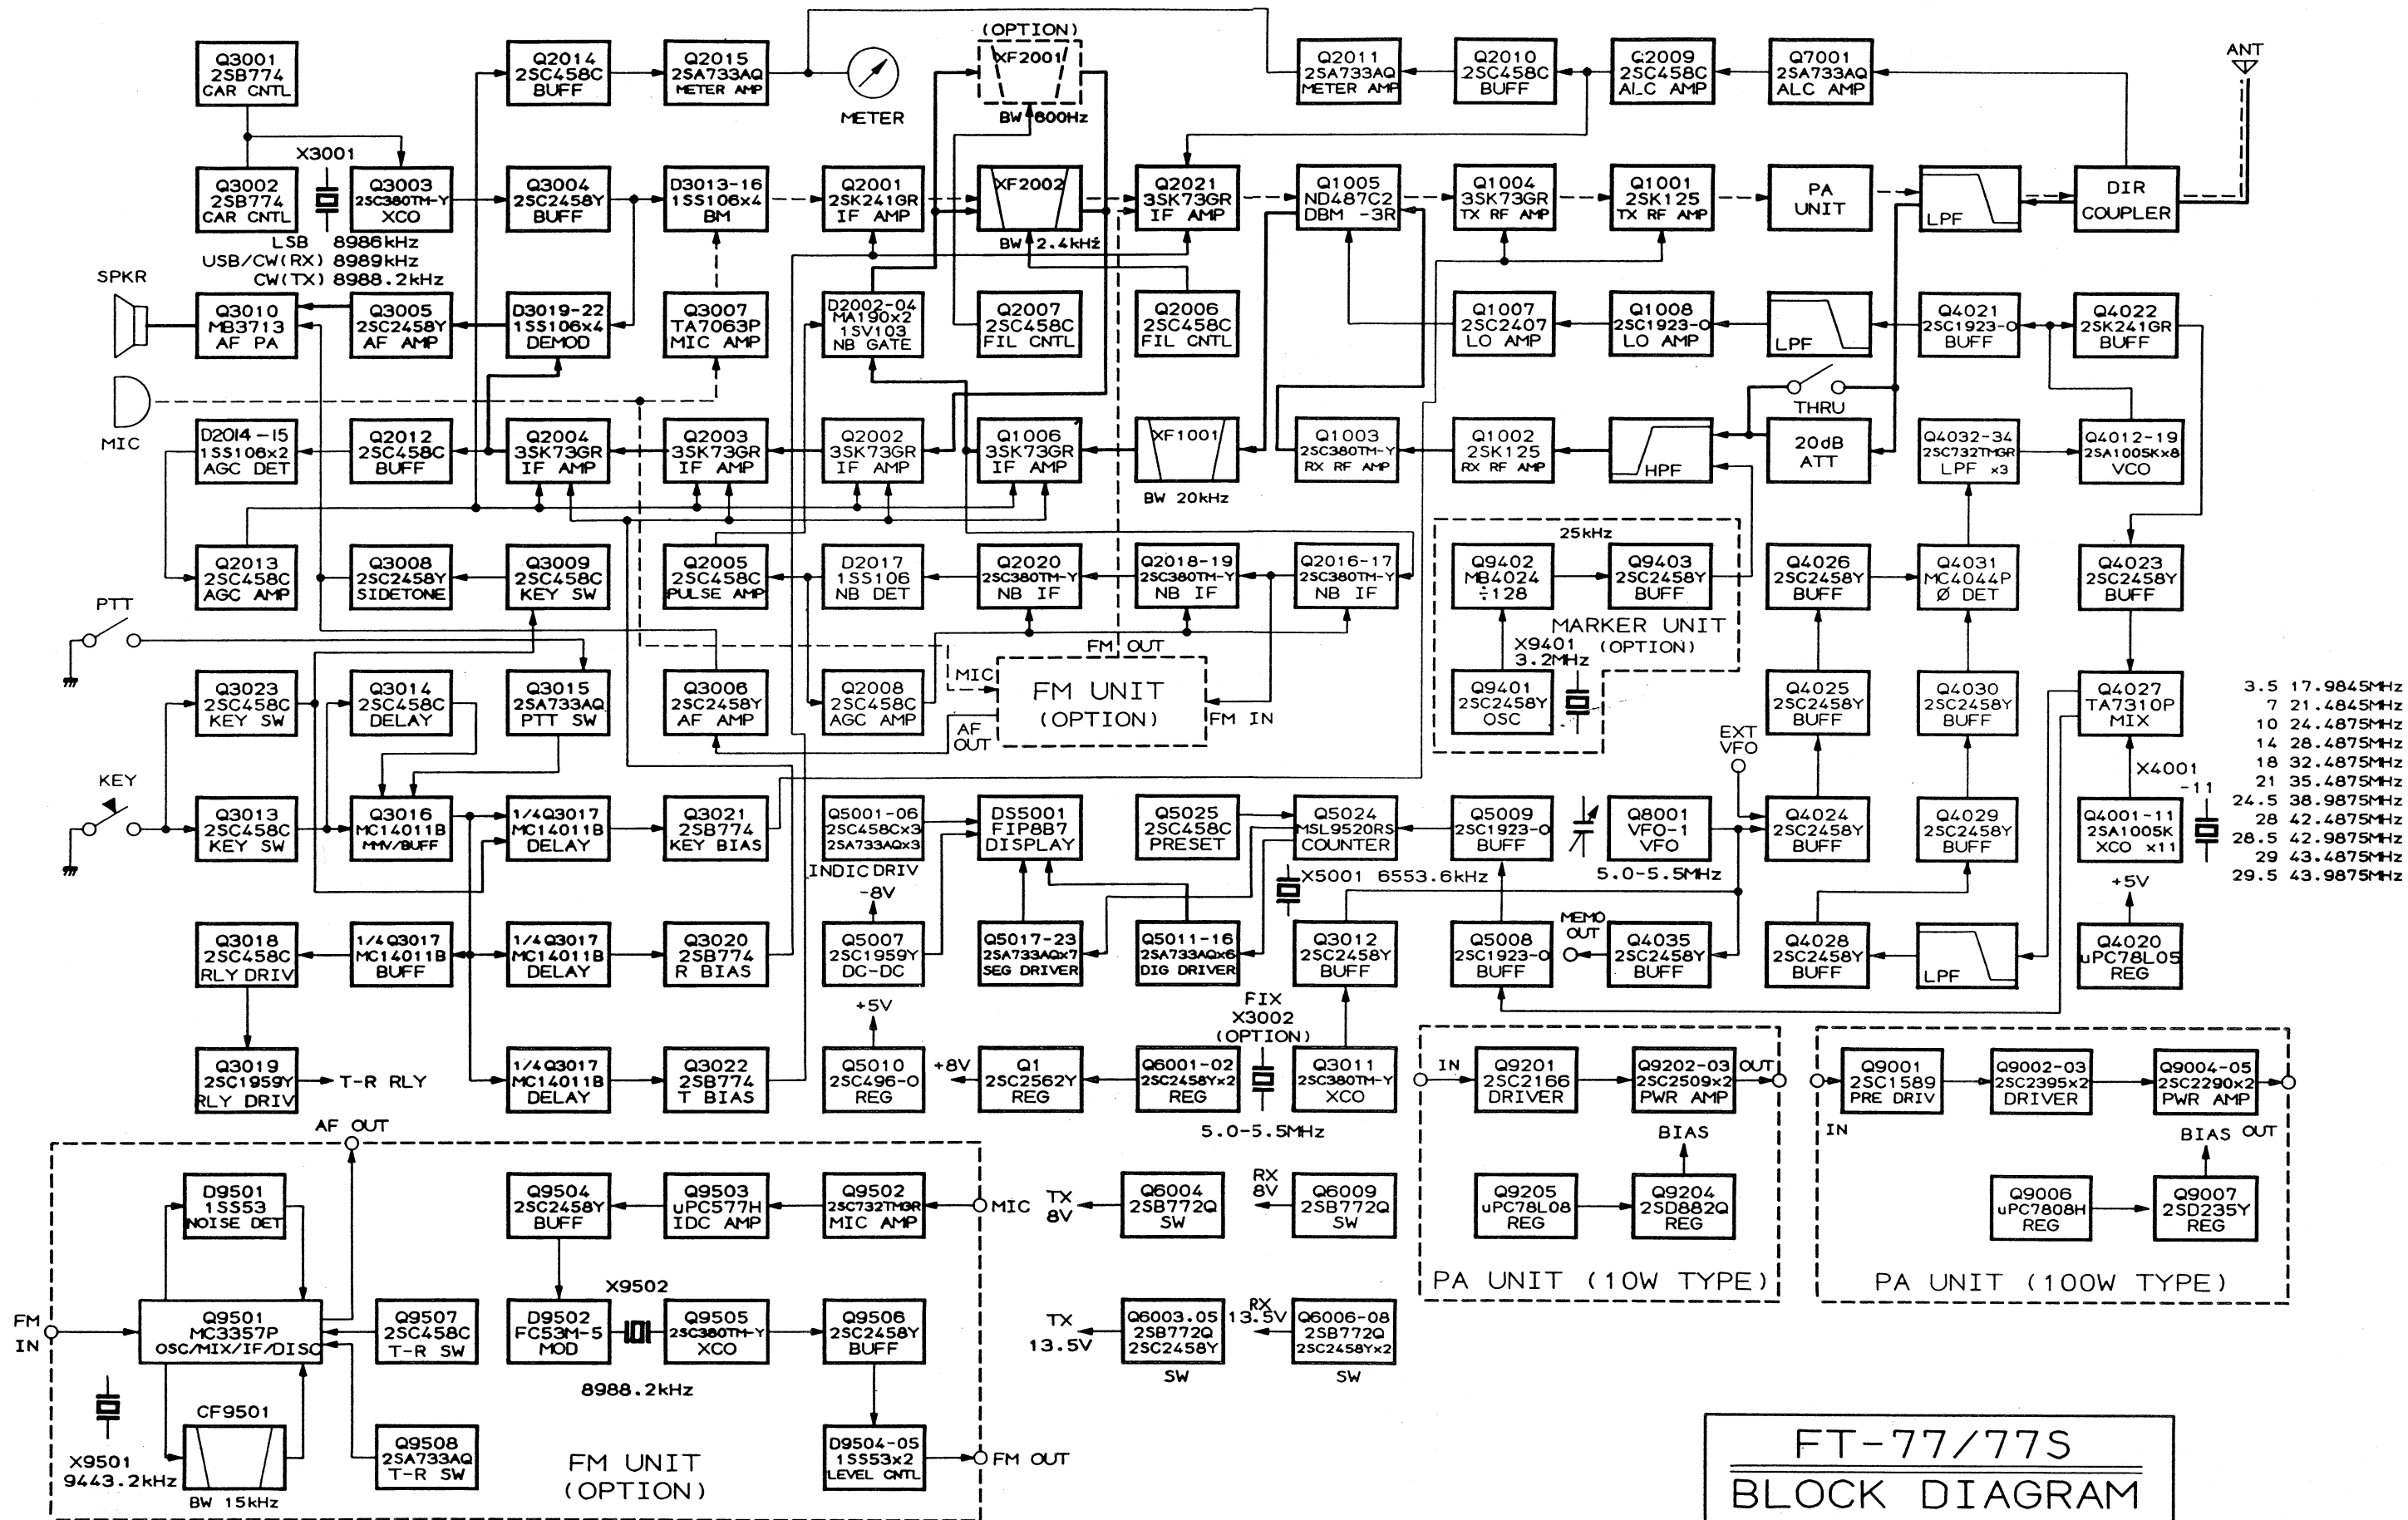 (OPTION)
Q3001
2SB774
CAR CNTL
Q2014
2SC458C
BUFF
Q2015
2SA733AQ
METER AMP
METER
XF2001
BW 600Hz
Q2011
2SA733AQ
METER AMP
Q2010
2SC458C
BUFF
Q2009
2SC458C
ALC AMP
Q7001
2SA733AQ
ALC AMP
ANT
Q3002
2SB774
CAR CNTL
X3001
Q3003
2SC380TM-Y
XCO
Q3004
2SC2458Y
BUFF
D3013-16
1SS106x4
BM
Q2001
2SK241GR
IF AMP
XF2002
BW 2.4kHz
Q2021
3SK73GR
IF AMP
Q1005
ND487C2
DBM -3R
Q1004
3SK73GR
TX RF AMP
Q1001
2SK125
TX RF AMP
PA
UNIT
LPF
DIR
COUPLER
LSB 8986kHz
USB/CW(RX) 8989kHz
CW(TX) 8988.2kHz
SPKR
Q3010
MB3713
AF PA
Q3005
2SC2458Y
AF AMP
D3019-22
1SS106x4
DEMOD
Q3007
TA7063P
MIC AMP
D2002-04
MA190x2
1SV103
NB GATE
Q2007
2SC458C
FIL CNTL
Q2006
2SC458C
FIL CNTL
Q1007
2SC2407
LO AMP
Q1008
2SC1923-O
LO AMP
LPF
Q4021
2SC1923-O
BUFF
Q4022
2SK241GR
BUFF
THRU
MIC
D2014-15
1SS106x2
AGC DET
Q2012
2SC458C
BUFF
Q2004
3SK73GR
IF AMP
Q2003
3SK73GR
IF AMP
Q2002
3SK73GR
IF AMP
Q1006
3SK73GR
IF AMP
XF1001
BW 20kHz
Q1003
2SC380TM-Y
RX RF AMP
Q1002
2SK125
RX RF AMP
HPF
20dB
ATT
Q4032-34
2SC732TMGR
LPF x3
Q4012-19
2SA1005Kx8
VCO
Q2013
2SC458C
AGC AMP
Q3008
2SC2458Y
SIDETONE
Q3009
2SC458C
KEY SW
Q2005
2SC458C
PULSE AMP
D2017
1SS106
NB DET
Q2020
2SC380TM-Y
NB IF
Q2018-19
2SC380TM-Y
NB IF
Q2016-17
2SC380TM-Y
NB IF
25kHz
Q9402
MB4024
÷128
Q9403
2SC2458Y
BUFF
MARKER UNIT
(OPTION)
X9401
3.2MHz
Q9401
2SC2458Y
OSC
Q4026
2SC2458Y
BUFF
Q4031
MC4044P
Ø DET
Q4023
2SC2458Y
BUFF
PTT
Q3023
2SC458C
KEY SW
Q3014
2SC458C
DELAY
Q3015
2SA733AQ
PTT SW
Q3006
2SC2458Y
AF AMP
Q2008
2SC458C
AGC AMP
FM OUT
MIC
FM UNIT
(OPTION)
FM IN
AF
OUT
EXT
VFO
Q4025
2SC2458Y
BUFF
Q4030
2SC2458Y
BUFF
Q4027
TA7310P
MIX
3.5 17.9845MHz
7 21.4845MHz
10 24.4875MHz
14 28.4875MHz
18 32.4875MHz
21 35.4875MHz
24.5 38.9875MHz
28 42.4875MHz
28.5 42.9875MHz
29 43.4875MHz
29.5 43.9875MHz
X4001
-11
KEY
Q3013
2SC458C
KEY SW
Q3016
MC14011B
MMV/BUFF
1/4Q3017
MC14011B
DELAY
Q3021
2SB774
KEY BIAS
Q5001-06
2SC458Cx3
2SA733AQx3
INDIC DRIV
-8V
DS5001
FIP8B7
DISPLAY
Q5025
2SC458C
PRESET
Q5024
MSL9520RS
COUNTER
X5001 6553.6kHz
Q5009
2SC1923-O
BUFF
Q8001
VFO-1
VFO
5.0-5.5MHz
Q4024
2SC2458Y
BUFF
Q4029
2SC2458Y
BUFF
Q4001-11
2SA1005K
XCO x11
+5V
Q3018
2SC458C
RLY DRIV
1/4Q3017
MC14011B
BUFF
1/4Q3017
MC14011B
DELAY
Q3020
2SB774
R BIAS
Q5007
2SC1959Y
DC-DC
+5V
Q5017-23
2SA733AQx7
SEG DRIVER
Q5011-16
2SA733AQx6
DIG DRIVER
FIX
X3002
(OPTION)
Q3012
2SC2458Y
BUFF
Q5008
2SC1923-O
BUFF
MEMO
OUT
Q4035
2SC2458Y
BUFF
Q4028
2SC2458Y
BUFF
LPF
Q4020
uPC78L05
REG
Q3019
2SC1959Y
RLY DRIV
T-R RLY
1/4Q3017
MC14011B
DELAY
Q3022
2SB774
T BIAS
Q5010
2SC496-O
REG
+8V
Q1
2SC2562Y
REG
Q6001-02
2SC2458Yx2
REG
Q3011
2SC380TM-Y
XCO
5.0-5.5MHz
IN
Q9201
2SC2166
DRIVER
Q9202-03
2SC2509x2
PWR AMP
OUT
BIAS
Q9205
uPC78L08
REG
Q9204
2SD882Q
REG
PA UNIT (10W TYPE)
IN
Q9001
2SC1589
PRE DRIV
Q9002-03
2SC2395x2
DRIVER
Q9004-05
2SC2290x2
PWR AMP
BIAS OUT
Q9006
uPC7808H
REG
Q9007
2SD235Y
REG
PA UNIT (100W TYPE)
AF OUT
D9501
1SS53
NOISE DET
Q9504
2SC2458Y
BUFF
Q9503
uPC577H
IDC AMP
Q9502
2SC732TMGR
MIC AMP
MIC
TX
8V
Q6004
2SB772Q
SW
RX
8V
Q6009
2SB772Q
SW
FM
IN
Q9501
MC3357P
OSC/MIX/IF/DISC
Q9507
2SC458C
T-R SW
X9502
D9502
FC53M-5
MOD
Q9505
2SC380TM-Y
XCO
8988.2kHz
Q9506
2SC2458Y
BUFF
TX
13.5V
Q6003.05
2SB772Q
2SC2458Y
SW
RX
13.5V
Q6006-08
2SB772Q
2SC2458Yx2
SW
X9501
9443.2kHz
CF9501
BW 15kHz
Q9508
2SA733AQ
T-R SW
FM UNIT
(OPTION)
D9504-05
1SS53x2
LEVEL CNTL
FM OUT
FT-77/77S
BLOCK DIAGRAM